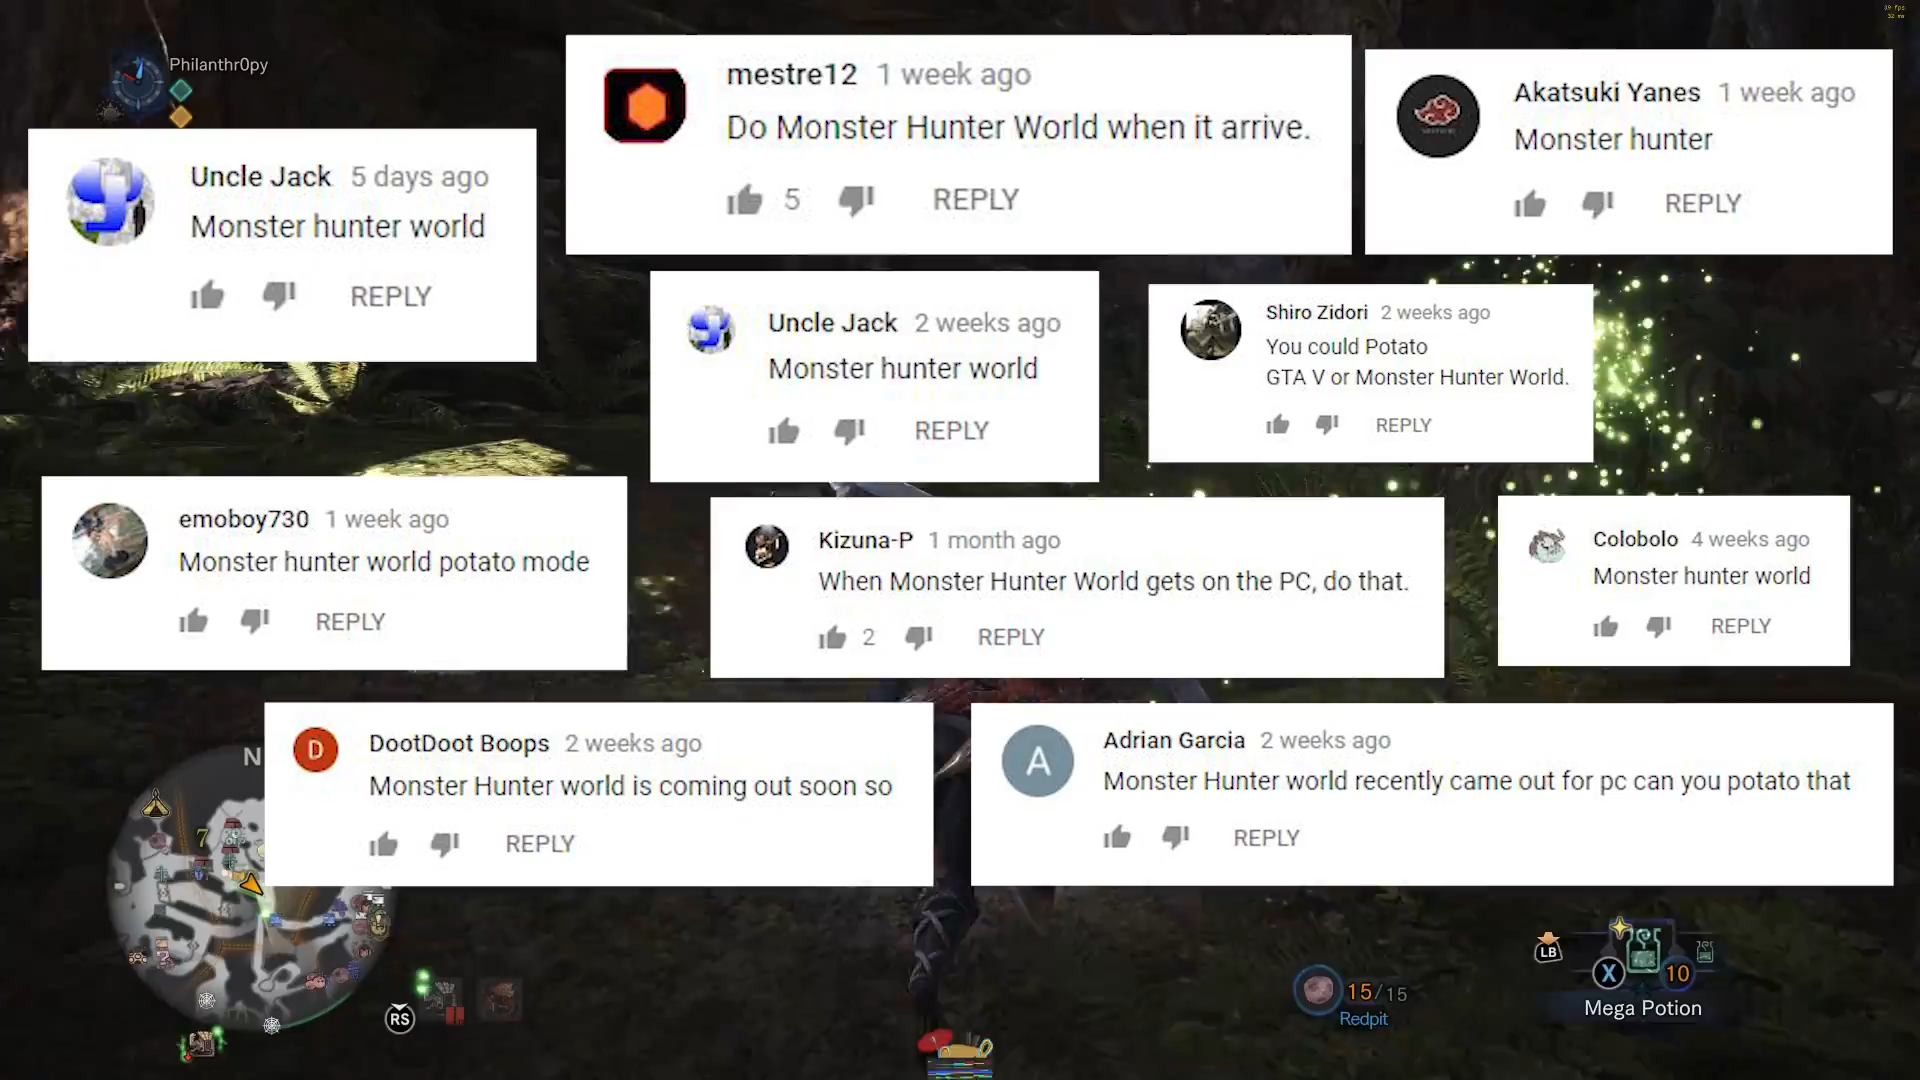 39 fps
32 ms
Philanthr0py
Uncle Jack 5 days ago
Monster hunter world
REPLY
mestre12 1 week ago
Do Monster Hunter World when it arrive.
5 REPLY
Akatsuki Yanes 1 week ago
Monster hunter
REPLY
Uncle Jack 2 weeks ago
Monster hunter world
REPLY
Shiro Zidori 2 weeks ago
You could Potato
GTA V or Monster Hunter World.
REPLY
emoboy730 1 week ago
Monster hunter world potato mode
REPLY
Kizuna-P 1 month ago
When Monster Hunter World gets on the PC, do that.
2 REPLY
Colobolo 4 weeks ago
Monster hunter world
REPLY
D
DootDoot Boops 2 weeks ago
Monster Hunter world is coming out soon so
REPLY
A
Adrian Garcia 2 weeks ago
Monster Hunter world recently came out for pc can you potato that
REPLY
N
7
RS
15/15
Redpit
LB
X 10
Mega Potion